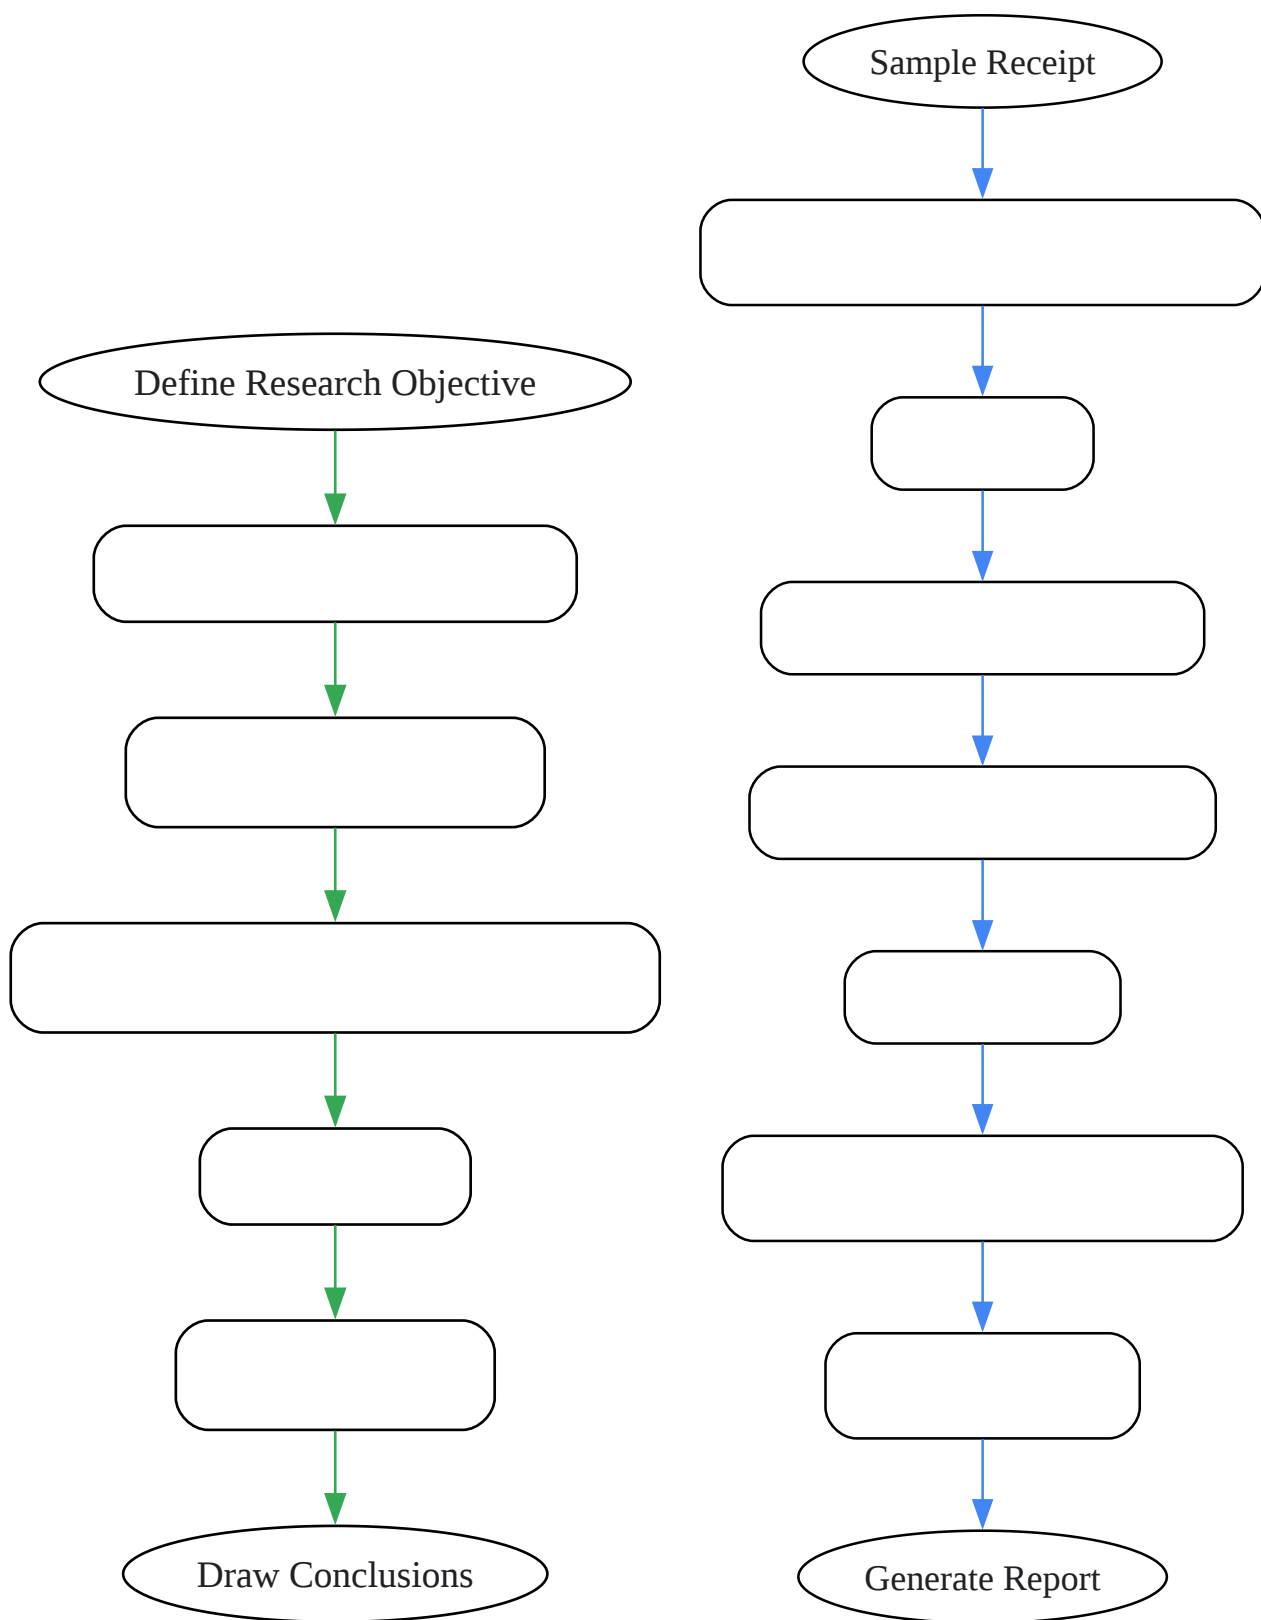 Sample Receipt
Define Research Objective
Draw Conclusions
Generate Report